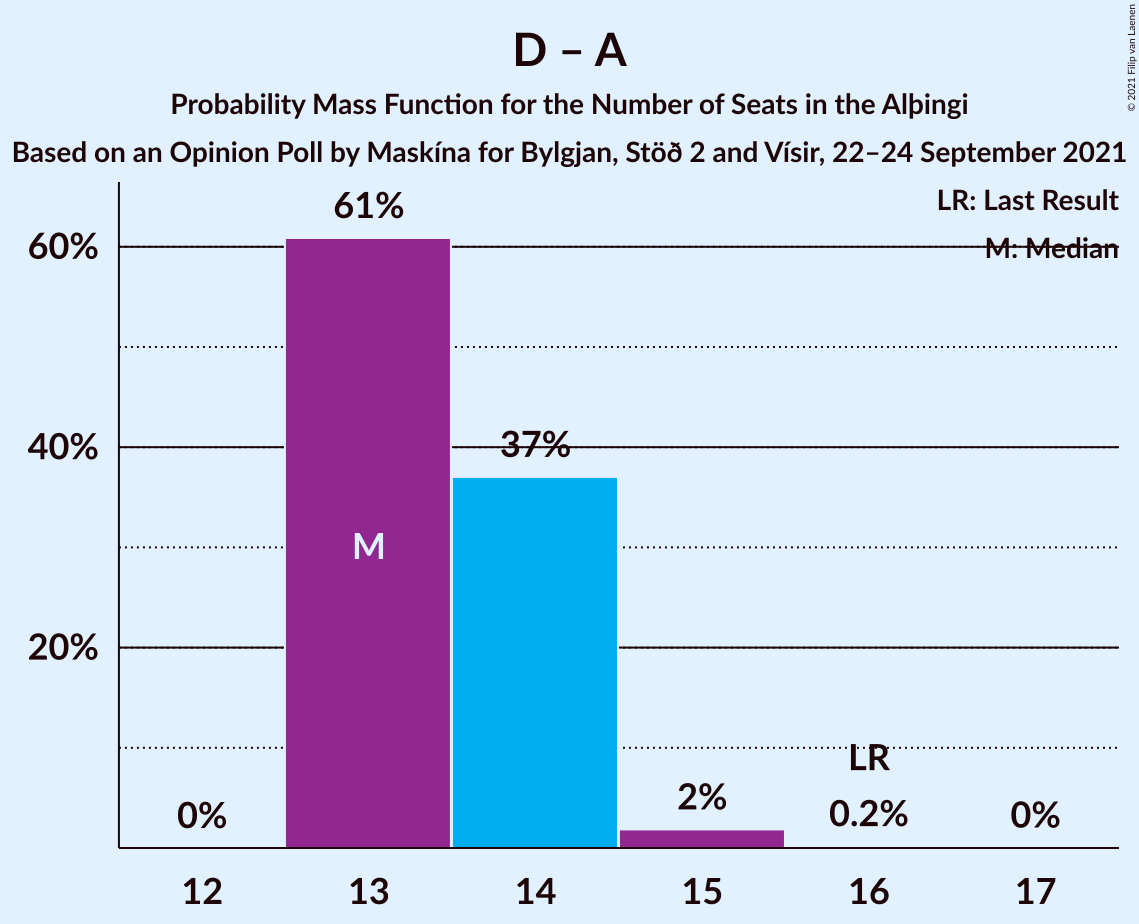 D – A
Probability Mass Function for the Number of Seats in the Alþingi
Based on an Opinion Poll by Maskína for Bylgjan, Stöð 2 and Vísir, 22–24 September 2021
© 2021 Filip van Laenen
LR: Last Result
M: Median
61%
60%
40%
37%
M
20%
LR
0%
2%
0.2%
0%
12 13 14 15 16 17